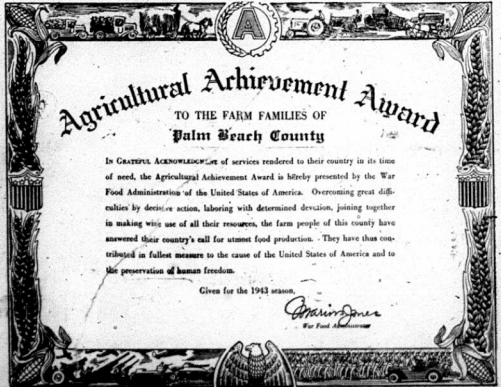 A
Agricultural Achievement Award
TO THE FARM FAMILIES OF
Palm Beach County
IN GRATEFUL ACKNOWLEDGMENT of services rendered to their country in its time
of need, the Agricultural Achievement Award is hereby presented by the War
Food Administration of the United States of America. Overcoming great diffi-
culties by decisive action, laboring with determined devotion, joining together
in making wise use of all their resources, the farm people of this county have
answered their country's call for utmost food production. They have thus con-
tributed in fullest measure to the cause of the United States of America and to
the preservation of human freedom.
Given for the 1943 season,
Marvin Jones
War Food Administrator